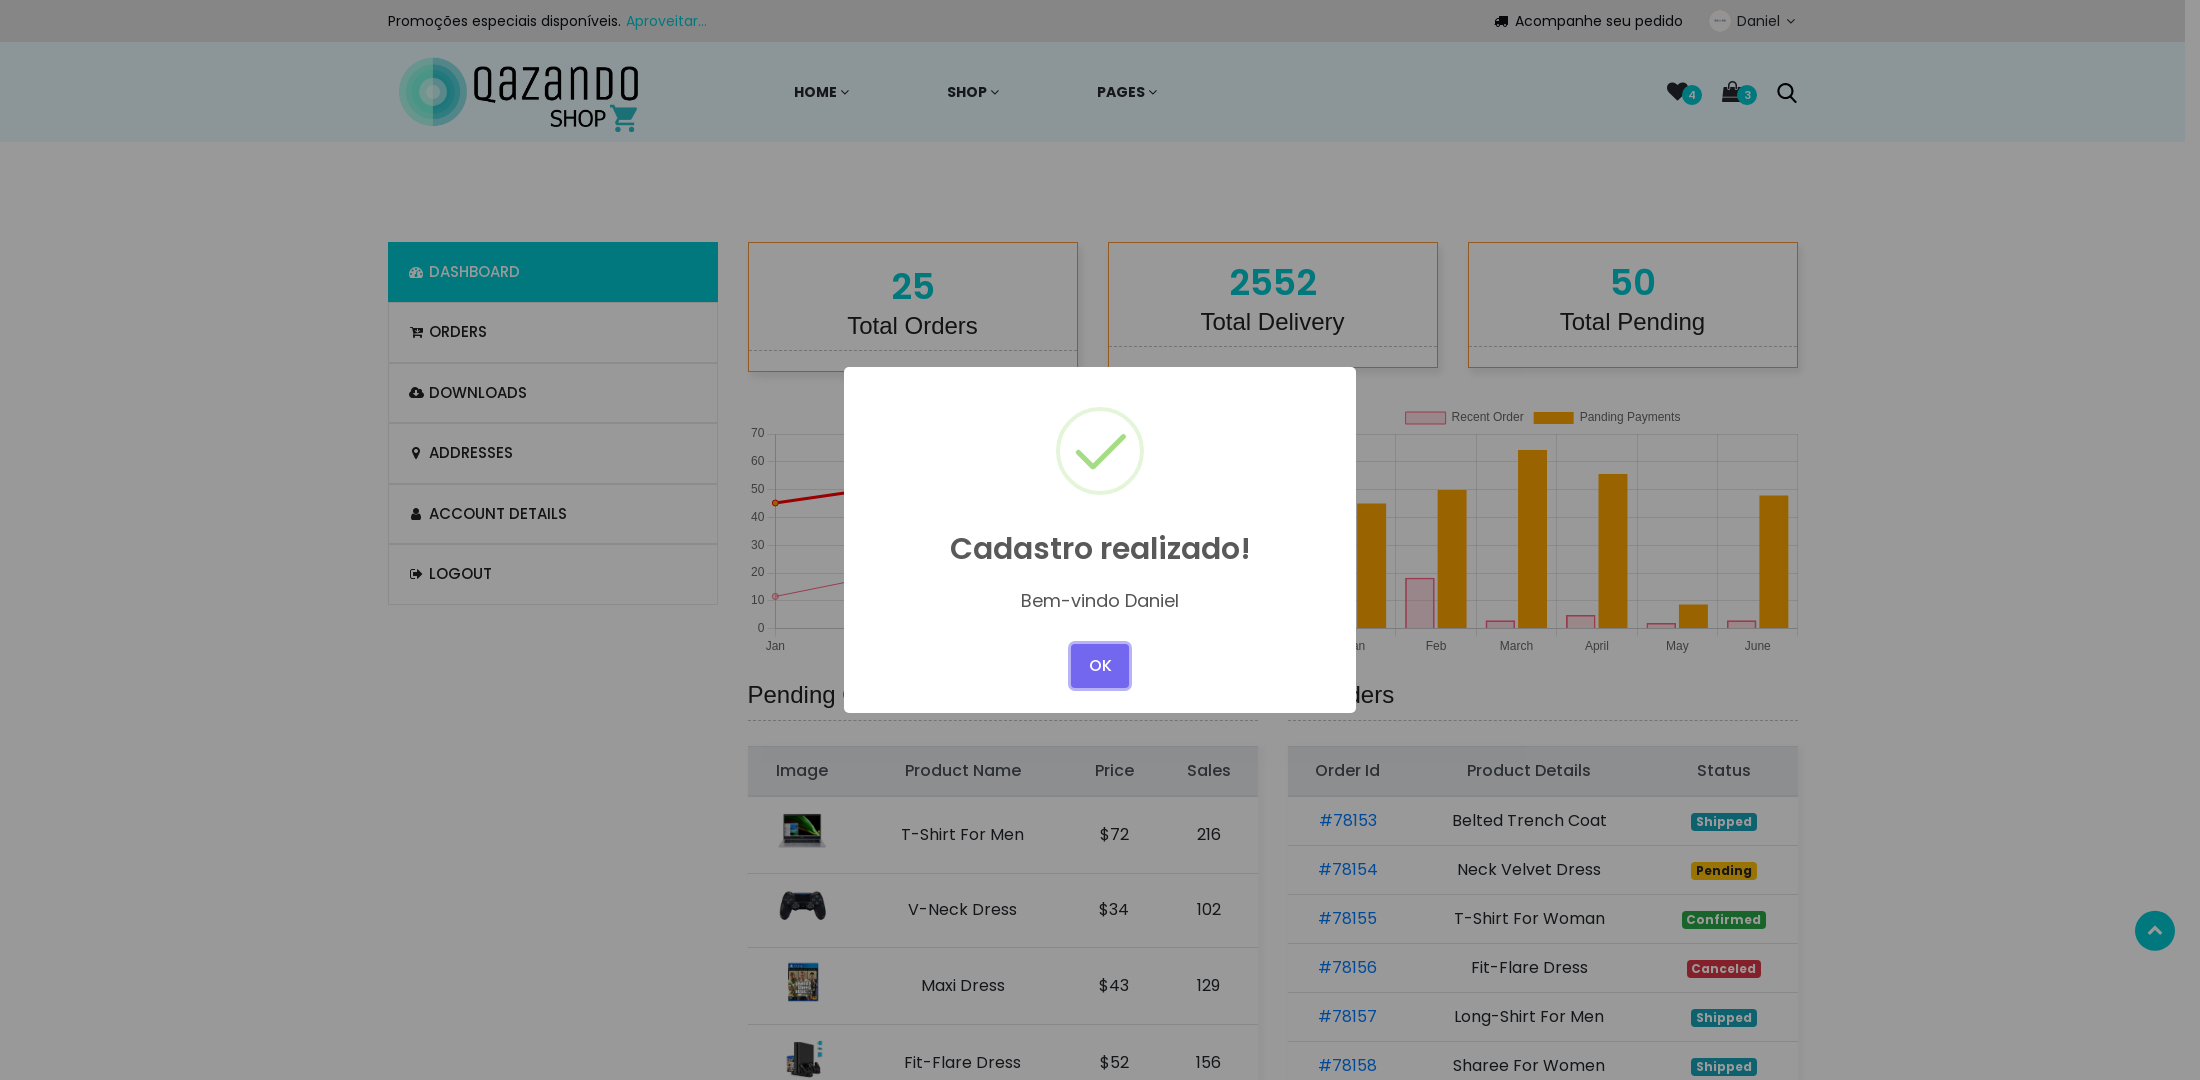 Promoções especiais disponíveis. Aproveitar...
Acompanhe seu pedido
Daniel
QAZANDO
SHOP
HOME
SHOP
PAGES
4
3
DASHBOARD
ORDERS
DOWNLOADS
ADDRESSES
ACCOUNT DETAILS
LOGOUT
25
Total Orders
2552
Total Delivery
50
Total Pending
70
60
50
40
30
20
10
0
Jan
Recent Order
Panding Payments
Feb
March
April
May
June
Cadastro realizado!
Bem-vindo Daniel
OK
Pending
Image Product Name Price Sales
T-Shirt For Men $72 216
V-Neck Dress $34 102
Maxi Dress $43 129
Fit-Flare Dress $52 156
Order Id Product Details Status
#78153 Belted Trench Coat Shipped
#78154 Neck Velvet Dress Pending
#78155 T-Shirt For Woman Confirmed
#78156 Fit-Flare Dress Canceled
#78157 Long-Shirt For Men Shipped
#78158 Sharee For Women Shipped